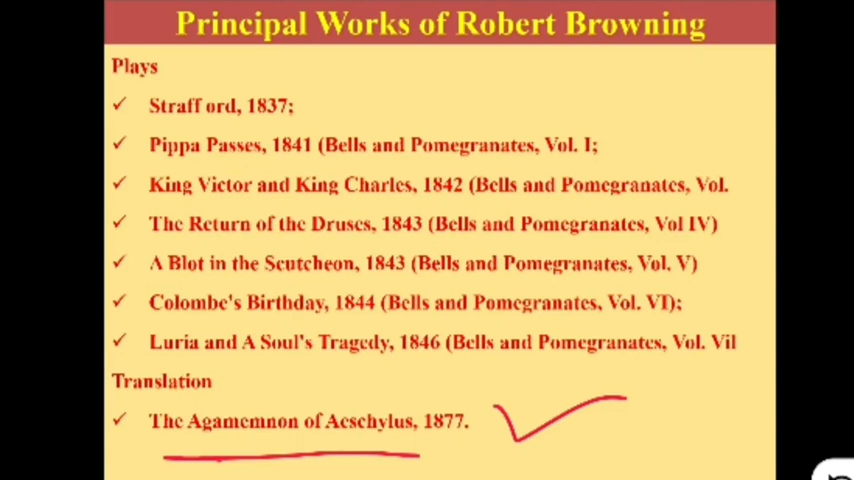 Principal Works of Robert Browning
Plays
Straff ord, 1837;
Pippa Passes, 1841 (Bells and Pomegranates, Vol. I;
King Victor and King Charles, 1842 (Bells and Pomegranates, Vol.
The Return of the Druses, 1843 (Bells and Pomegranates, Vol IV)
A Blot in the Scutcheon, 1843 (Bells and Pomegranates, Vol. V)
Colombe's Birthday, 1844 (Bells and Pomegranates, Vol. VI);
Luria and A Soul's Tragedy, 1846 (Bells and Pomegranates, Vol. Vil
Translation
The Agamemnon of Aeschylus, 1877.